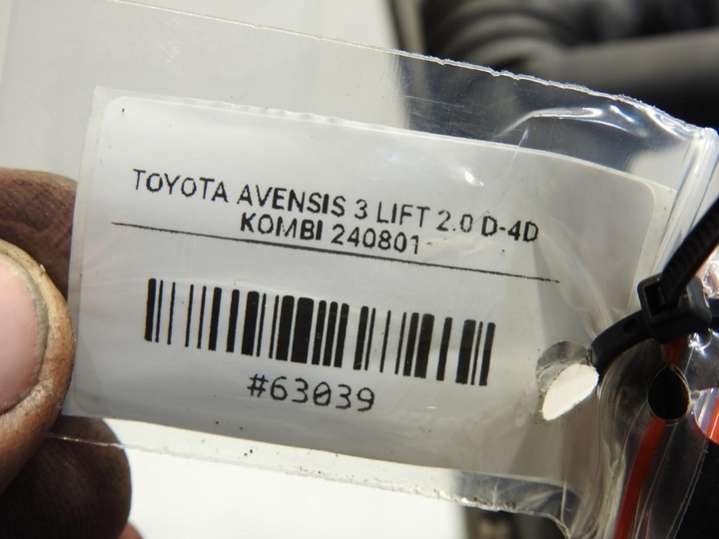 TOYOTA AVENSIS 3 LIFT 2.0 D-4D
KOMBI 240801
#63039